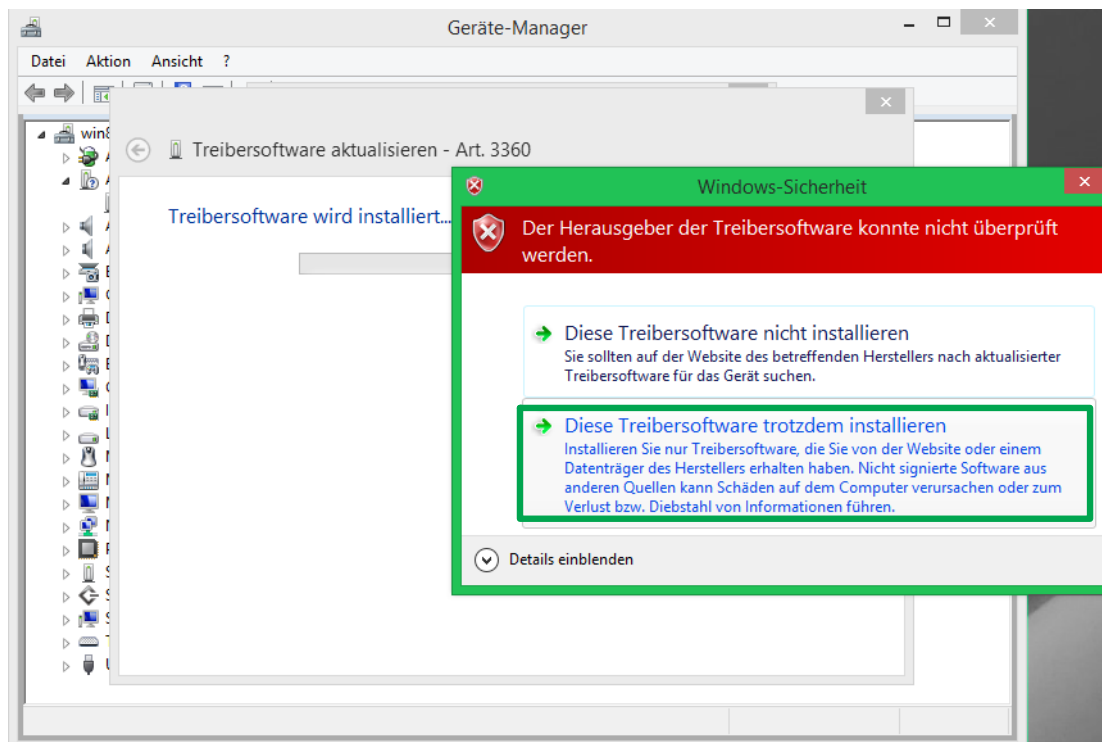 Geräte-Manager
Datei Aktion Ansicht ?
win8
Treibersoftware aktualisieren - Art. 3360
Treibersoftware wird installiert...
Windows-Sicherheit
Der Herausgeber der Treibersoftware konnte nicht überprüft
werden.
Diese Treibersoftware nicht installieren
Sie sollten auf der Website des betreffenden Herstellers nach aktualisierter
Treibersoftware für das Gerät suchen.
Diese Treibersoftware trotzdem installieren
Installieren Sie nur Treibersoftware, die Sie von der Website oder einem
Datenträger des Herstellers erhalten haben. Nicht signierte Software aus
anderen Quellen kann Schäden auf dem Computer verursachen oder zum
Verlust bzw. Diebstahl von Informationen führen.
Details einblenden